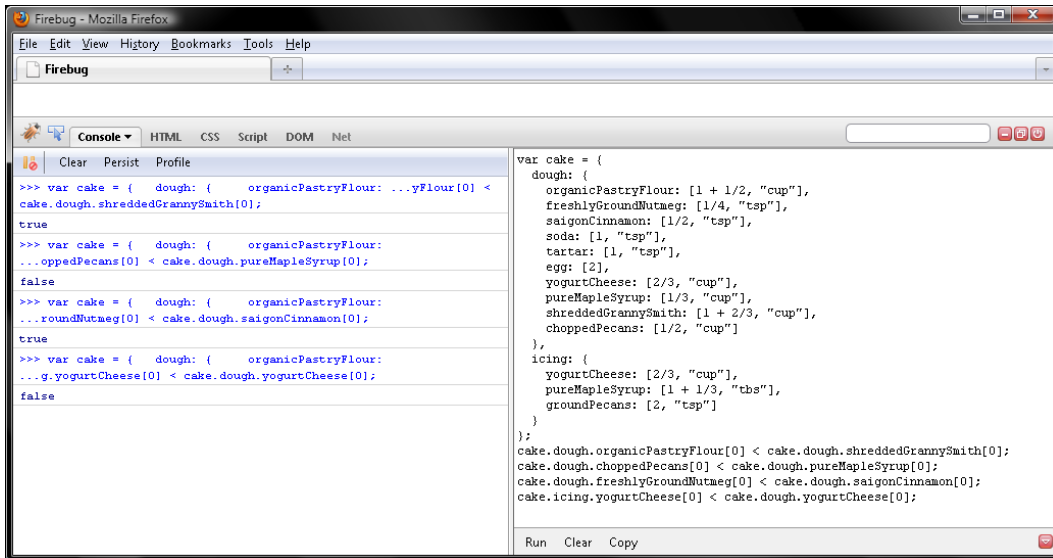 Firebug - Mozilla Firefox
File Edit View History Bookmarks Tools Help
Firebug
Console HTML CSS Script DOM Net
Clear Persist Profile
>>> var cake = { dough: { organicPastryFlour: ...yFlour[0] <
cake.dough.shreddedGrannySmith[0];
true
>>> var cake = { dough: { organicPastryFlour:
...oppedPecans[0] < cake.dough.pureMapleSyrup[0];
false
>>> var cake = { dough: { organicPastryFlour:
...roundNutmeg[0] < cake.dough.saigonCinnamon[0];
true
>>> var cake = { dough: { organicPastryFlour:
...g.yogurtCheese[0] < cake.dough.yogurtCheese[0];
false
var cake = {
dough: {
organicPastryFlour: [1 + 1/2, "cup"],
freshlyGroundNutmeg: [1/4, "tsp"],
saigonCinnamon: [1/2, "tsp"],
soda: [1, "tsp"],
tartar: [1, "tsp"],
egg: [2],
yogurtCheese: [2/3, "cup"],
pureMapleSyrup: [1/3, "cup"],
shreddedGrannySmith: [1 + 2/3, "cup"],
choppedPecans: [1/2, "cup"]
},
icing: {
yogurtCheese: [2/3, "cup"],
pureMapleSyrup: [1 + 1/3, "tbs"],
groundPecans: [2, "tsp"]
}
};
cake.dough.organicPastryFlour[0] < cake.dough.shreddedGrannySmith[0];
cake.dough.choppedPecans[0] < cake.dough.pureMapleSyrup[0];
cake.dough.freshlyGroundNutmeg[0] < cake.dough.saigonCinnamon[0];
cake.icing.yogurtCheese[0] < cake.dough.yogurtCheese[0];
Run Clear Copy